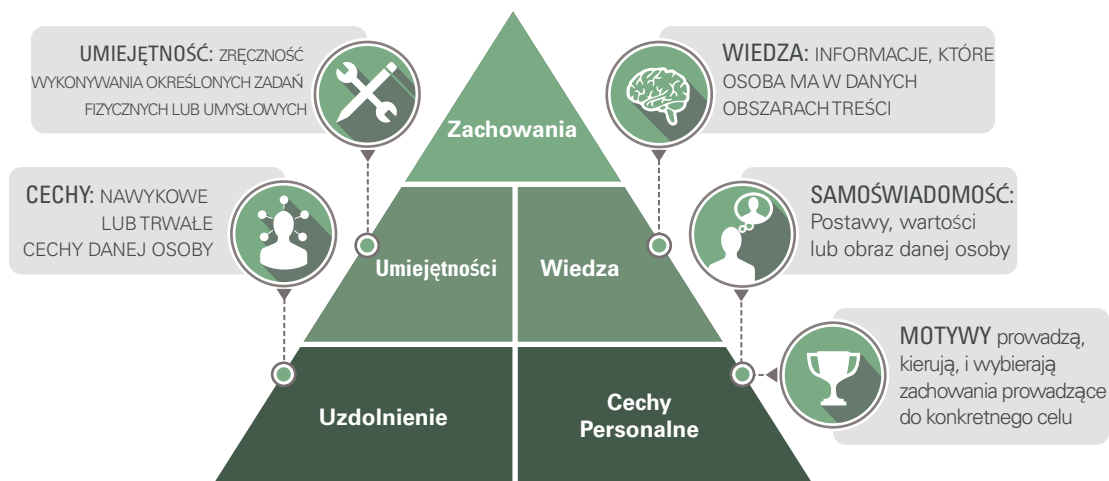 UMIEJĘTNOŚĆ: ZRĘCZNOŚĆ
WYKONYWANIA OKREŚLONYCH ZADAŃ
FIZYCZNYCH LUB UMYSŁOWYCH
WIEDZA: INFORMACJE, KTÓRE
OSOBA MA W DANYCH
OBSZARACH TREŚCI
Zachowania
CECHY: NAWYKOWE
LUB TRWAŁE
CECHY DANEJ OSOBY
SAMOŚWIADOMOŚĆ:
Postawy, wartości
lub obraz danej osoby
Umiejętności
Wiedza
MOTYWY prowadzą,
kierują, i wybierają
zachowania prowadzące
do konkretnego celu
Uzdolnienie
Cechy
Personalne